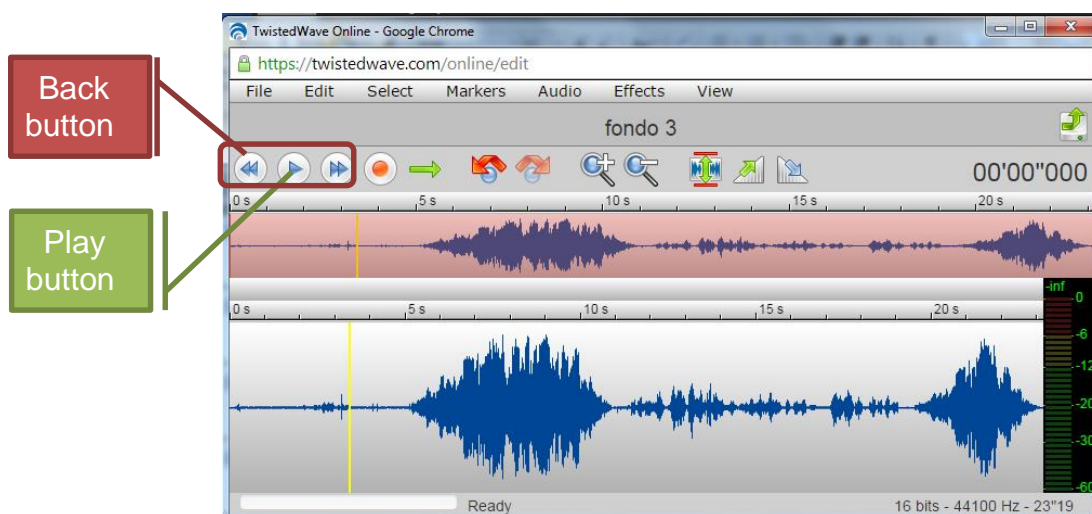 TwistedWave Online - Google Chrome
https://twistedwave.com/online/edit
File Edit Select Markers Audio Effects View
fondo 3
Back
button
00'00"000
0 s 5 s 10 s 15 s 20 s
Play
button
-inf
0
0 s 5 s 10 s 15 s 20 s
-6
-12
-20
-30
-60
Ready
16 bits - 44100 Hz - 23"19